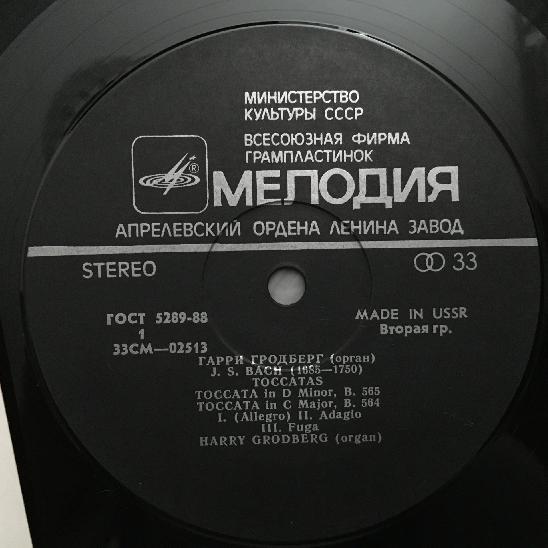 МИНИСТЕРСТВО
КУЛЬТУРЫ СССР
ВСЕСОЮЗНАЯ ФИРМА
ГРАМПЛАСТИНОК
®
МЕЛОДИЯ
АПРЕЛЕВСКИЙ ОРДЕНА ЛЕНИНА ЗАВОД
STEREO
33
ГОСТ 5289-88
MADE IN USSR
1
Вторая гр.
33СМ—02513
ГАРРИ ГРОДБЕРГ (орган)
J. S. BACH (1685—1750)
TOCCATAS
TOCCATA in D Minor, B. 565
TOCCATA in C Major, B. 564
I. (Allegro) II. Adagio
III. Fuga
HARRY GRODBERG (organ)